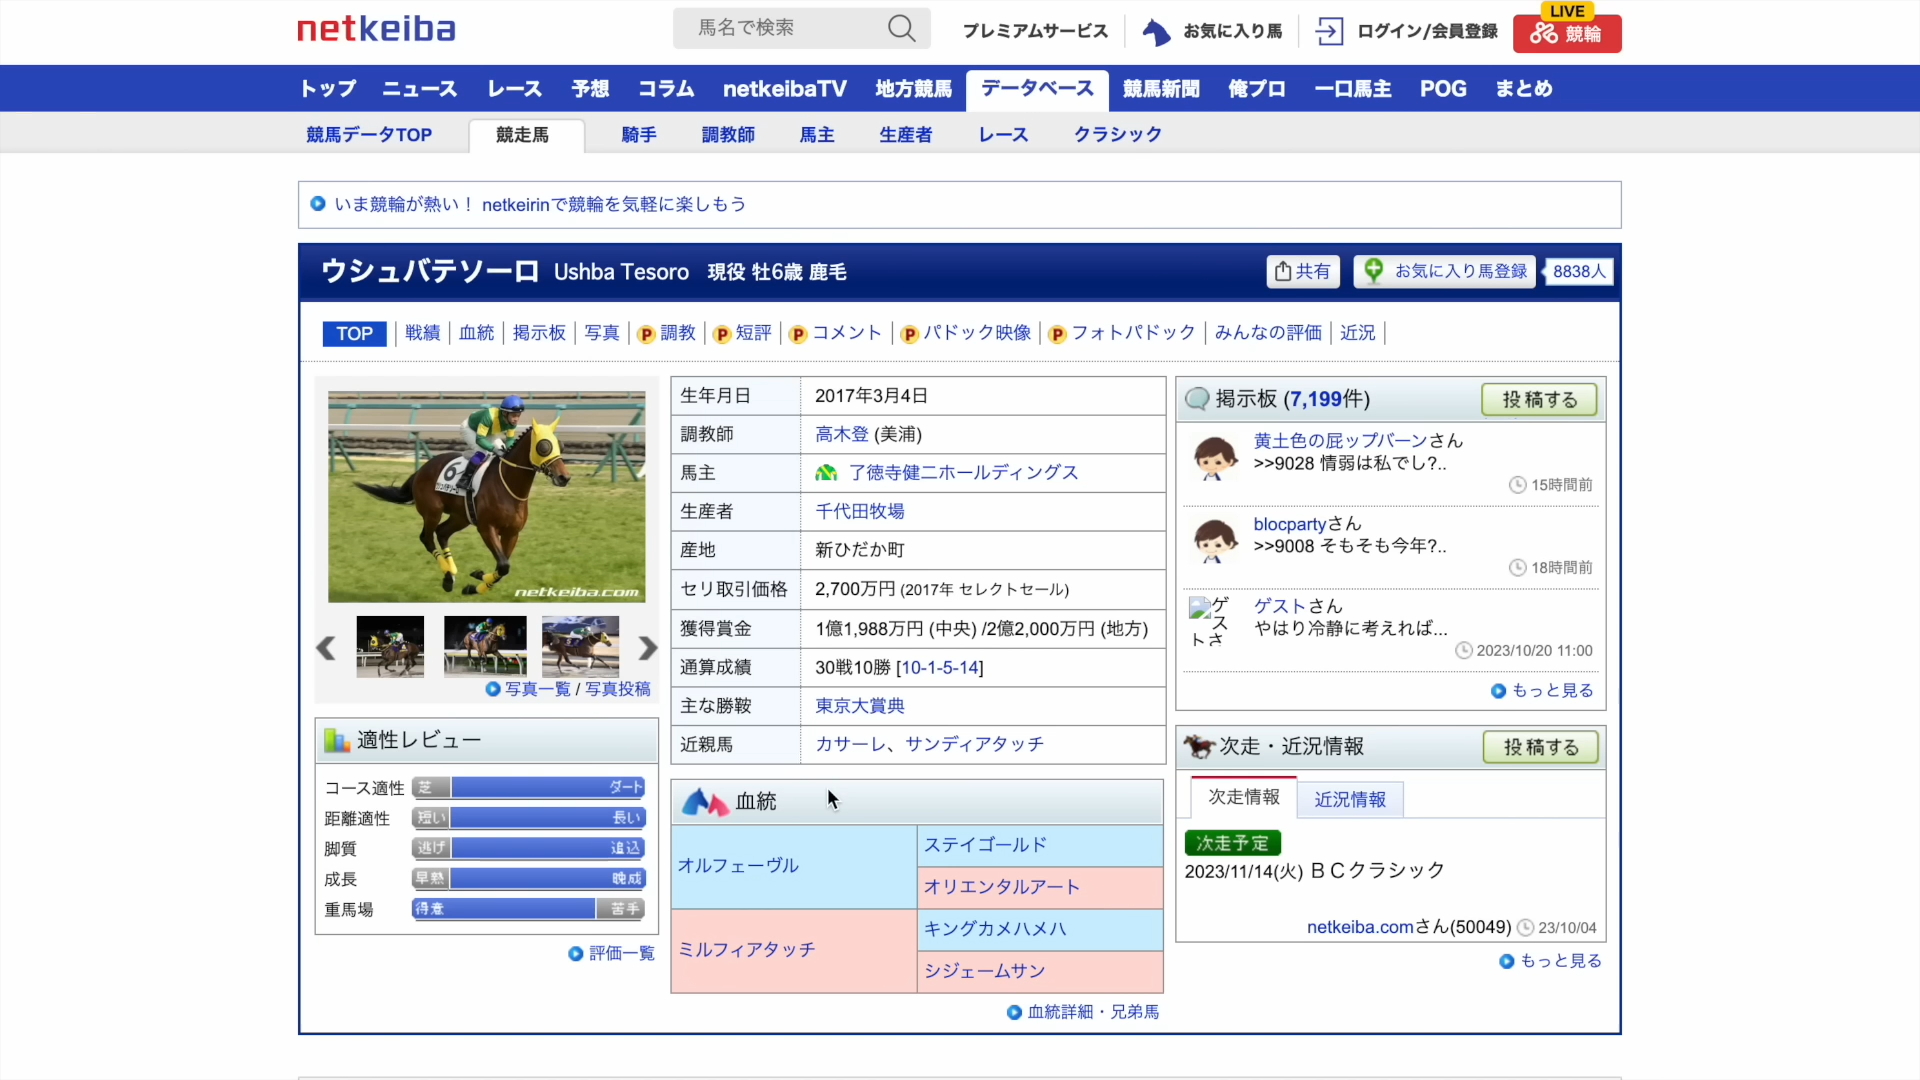 netkeiba
馬名で検索
プレミアムサービス
お気に入り馬
ログイン/会員登録
LIVE
競輪
トップ ニュース レース 予想 コラム netkeibaTV 地方競馬 データベース 競馬新聞 俺プロ 一口馬主 POG まとめ
競馬データTOP 競走馬 騎手 調教師 馬主 生産者 レース クラシック
いま競輪が熱い！ netkeirinで競輪を気軽に楽しもう
ウシュバテソーロ Ushba Tesoro 現役 牡6歳 鹿毛
共有
お気に入り馬登録
8838人
TOP 戦績 血統 掲示板 写真 P 調教 P 短評 P コメント P パドック映像 P フォトパドック みんなの評価 近況
6
netkeiba.com
写真一覧 / 写真投稿
適性レビュー
コース適性 芝 ダート
距離適性 短い 長い
脚質 逃げ 追込
成長 早熟 晩成
重馬場 得意 苦手
評価一覧
生年月日 2017年3月4日
調教師 高木登 (美浦)
馬主 了徳寺健二ホールディングス
生産者 千代田牧場
産地 新ひだか町
セリ取引価格 2,700万円 (2017年 セレクトセール)
獲得賞金 1億1,988万円 (中央) /2億2,000万円 (地方)
通算成績 30戦10勝 [10-1-5-14]
主な勝鞍 東京大賞典
近親馬 カサーレ、サンディアタッチ
血統
オルフェーヴル
ステイゴールド
オリエンタルアート
ミルフィアタッチ
キングカメハメハ
シジェームサン
血統詳細・兄弟馬
掲示板 (7,199件)
投稿する
黄土色の屁ップバーンさん
>>9028 情弱は私でし?..
15時間前
blocpartyさん
>>9008 そもそも今年?..
18時間前
ゲストさ
ゲストさん
やはり冷静に考えれば...
2023/10/20 11:00
もっと見る
次走・近況情報
投稿する
次走情報 近況情報
次走予定
2023/11/14(火) ＢＣクラシック
netkeiba.comさん(50049) 23/10/04
もっと見る